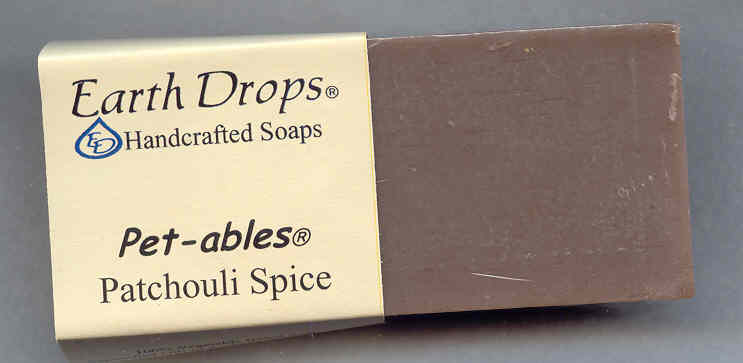 Earth Drops®
ED Handcrafted Soaps
Pet-ables®
Patchouli Spice